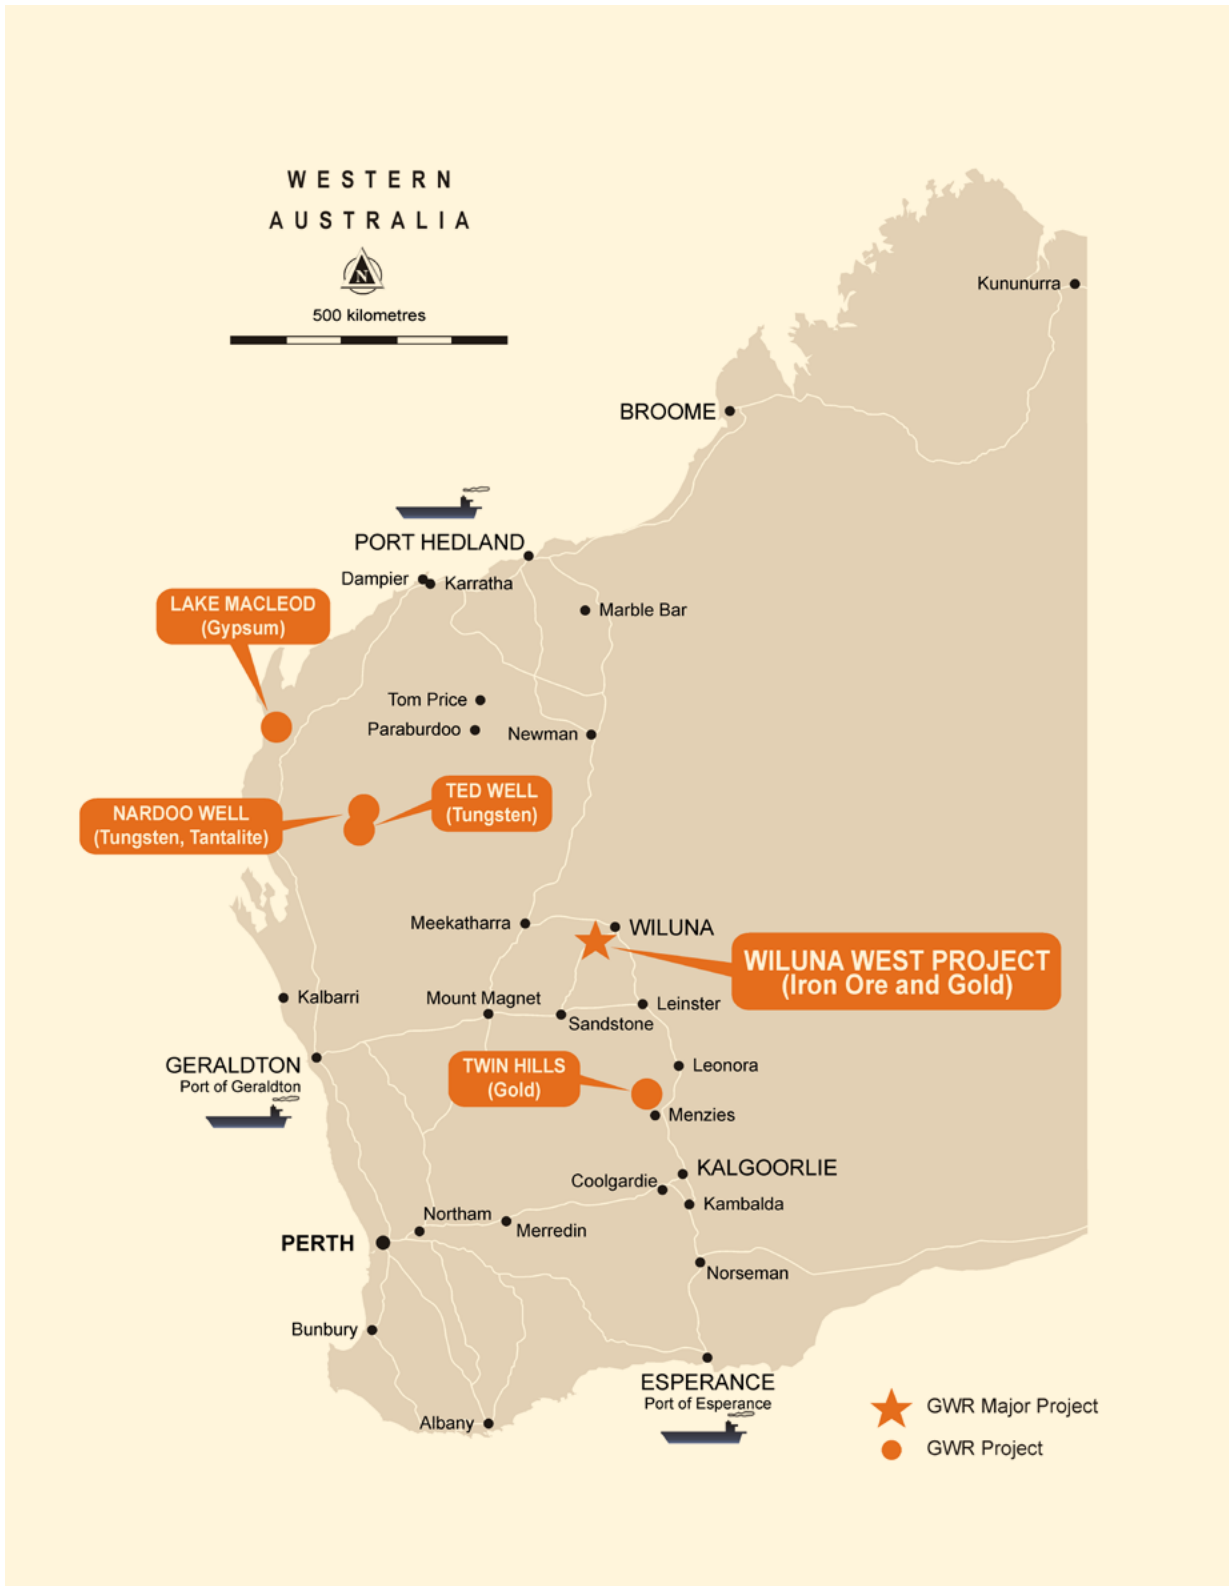 WESTERN
AUSTRALIA
N
500 kilometres
Kununurra
BROOME
PORT HEDLAND
Dampier
Karratha
Marble Bar
LAKE MACLEOD
(Gypsum)
Tom Price
Paraburdoo
Newman
TED WELL
(Tungsten)
NARDOO WELL
(Tungsten, Tantalite)
Meekatharra
WILUNA
WILUNA WEST PROJECT
(Iron Ore and Gold)
Kalbarri
Mount Magnet
Leinster
Sandstone
GERALDTON
Port of Geraldton
TWIN HILLS
(Gold)
Leonora
Menzies
KALGOORLIE
Coolgardie
Kambalda
Northam
Merredin
PERTH
Norseman
Bunbury
ESPERANCE
Port of Esperance
Albany
GWR Major Project
GWR Project